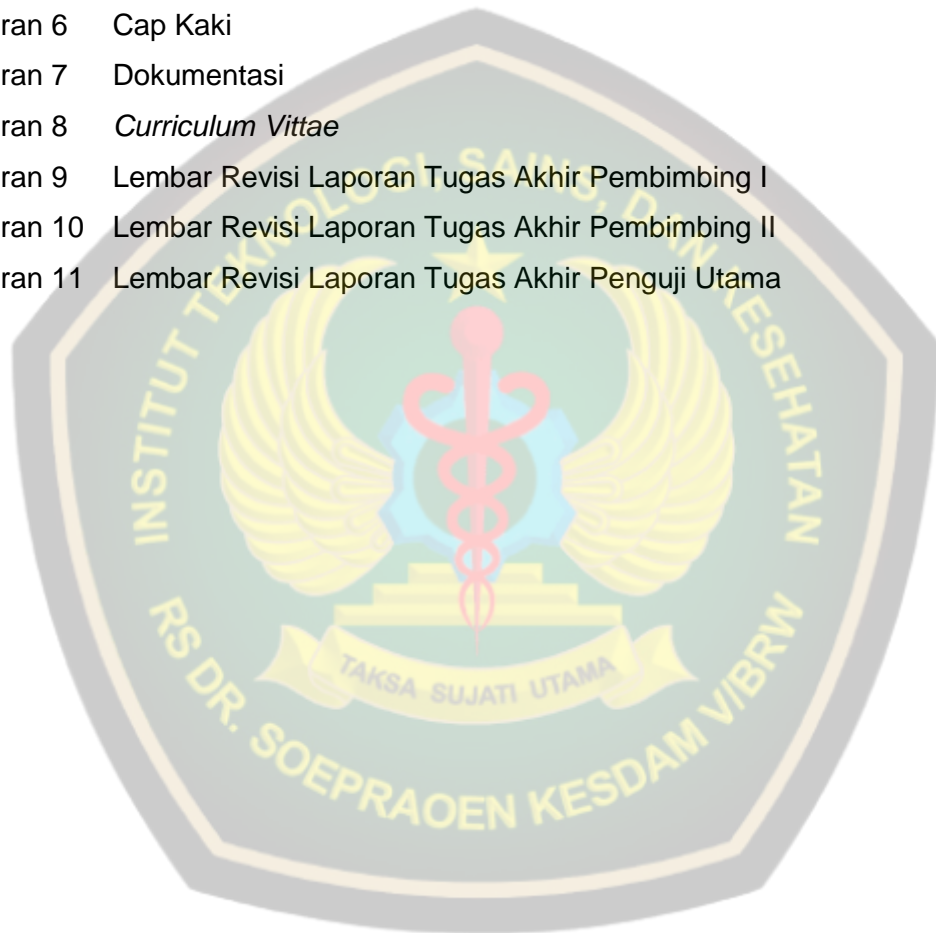 ran 6 Cap Kaki
ran 7 Dokumentasi
ran 8 Curriculum Vittae
ran 9 Lembar Revisi Laporan Tugas Akhir Pembimbing I
ran 10 Lembar Revisi Laporan Tugas Akhir Pembimbing II
ran 11 Lembar Revisi Laporan Tugas Akhir Penguji Utama
INSTITUT TEKNOLOGI, SAINS, DAN KESEHATAN
TAKSA SUJATI UTAMA
RS DR. SOEPRAOEN KESDAM V/BRW